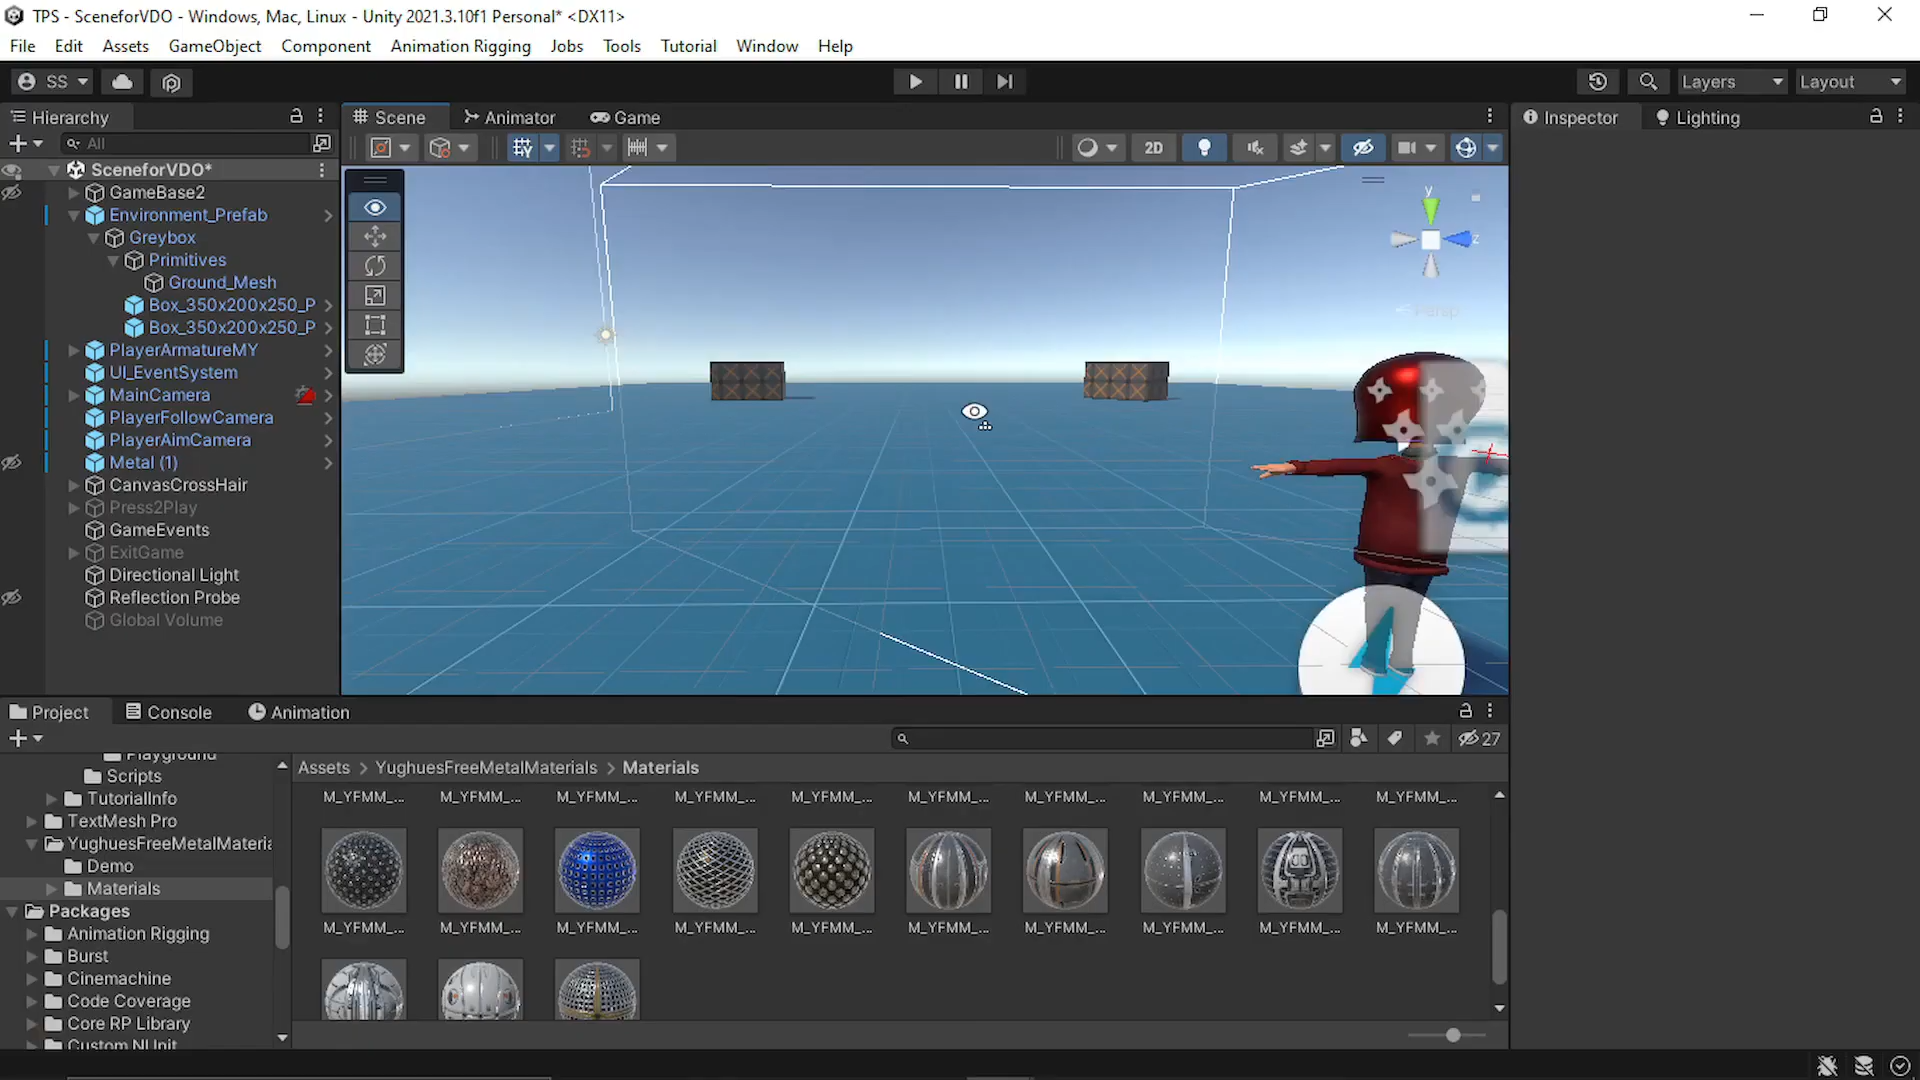 TPS - SceneforVDO - Windows, Mac, Linux - Unity 2021.3.10f1 Personal* <DX11>
File Edit Assets GameObject Component Animation Rigging Jobs Tools Tutorial Window Help
SS Layers Layout
Hierarchy Scene Animator Game Inspector Lighting
All 2D
SceneforVDO*
GameBase2
Environment_Prefab
Greybox
Primitives
Ground_Mesh
Box_350x200x250_P
Box_350x200x250_P
PlayerArmatureMY
UI_EventSystem
MainCamera
PlayerFollowCamera
PlayerAimCamera
Metal (1)
CanvasCrossHair
Press2Play
GameEvents
ExitGame
Directional Light
Reflection Probe
Global Volume
y
z
Persp
Project Console Animation
27
Playground
Scripts
TutorialInfo
TextMesh Pro
YughuesFreeMetalMateria
Demo
Materials
Packages
Animation Rigging
Burst
Cinemachine
Code Coverage
Core RP Library
Custom NUnit
Assets > YughuesFreeMetalMaterials > Materials
M_YFMM_... M_YFMM_... M_YFMM_... M_YFMM_... M_YFMM_... M_YFMM_... M_YFMM_... M_YFMM_... M_YFMM_... M_YFMM_...
M_YFMM_... M_YFMM_... M_YFMM_... M_YFMM_... M_YFMM_... M_YFMM_... M_YFMM_... M_YFMM_... M_YFMM_... M_YFMM_...